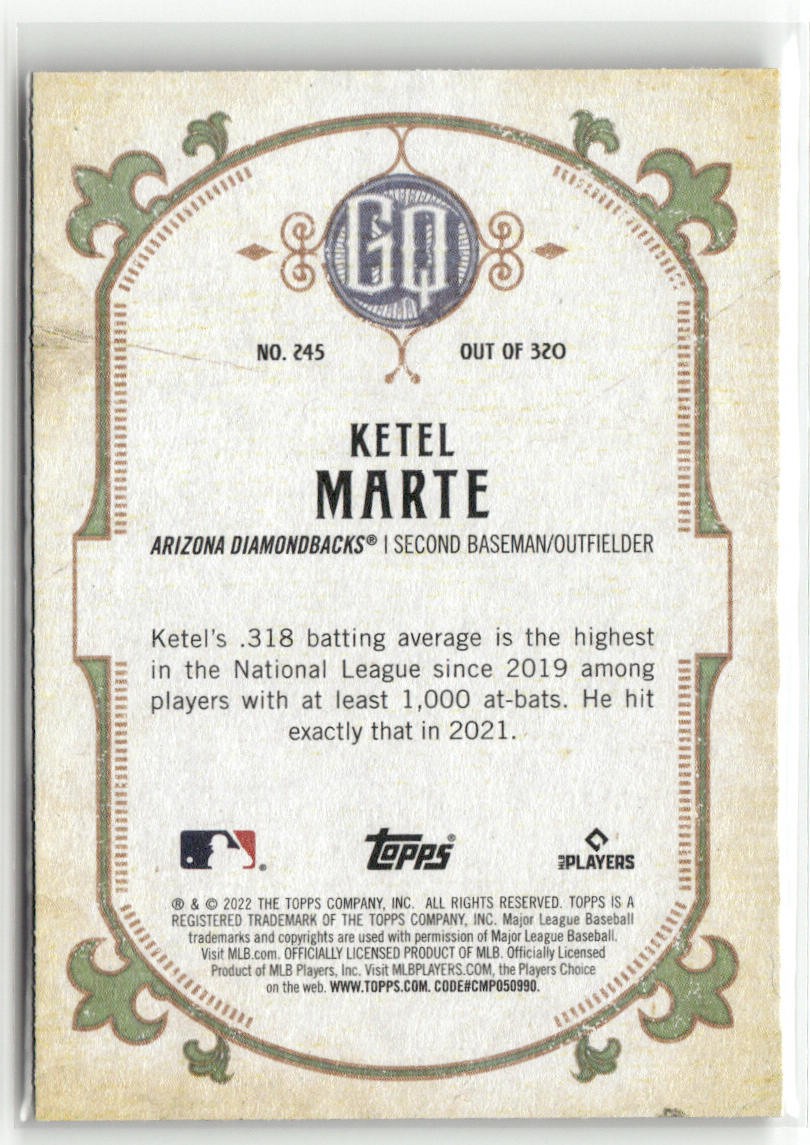 GQ
NO. 245 OUT OF 320
KETEL
MARTE
ARIZONA DIAMONDBACKS® | SECOND BASEMAN/OUTFIELDER
Ketel's .318 batting average is the highest
in the National League since 2019 among
players with at least 1,000 at-bats. He hit
exactly that in 2021.
® topps® MLB PLAYERS
® & © 2022 THE TOPPS COMPANY, INC. ALL RIGHTS RESERVED. TOPPS IS A
REGISTERED TRADEMARK OF THE TOPPS COMPANY, INC. Major League Baseball
trademarks and copyrights are used with permission of Major League Baseball.
Visit MLB.com. OFFICIALLY LICENSED PRODUCT OF MLB. Officially Licensed
Product of MLB Players, Inc. Visit MLBPLAYERS.COM, the Players Choice
on the web. WWW.TOPPS.COM. CODE#CMP050990.